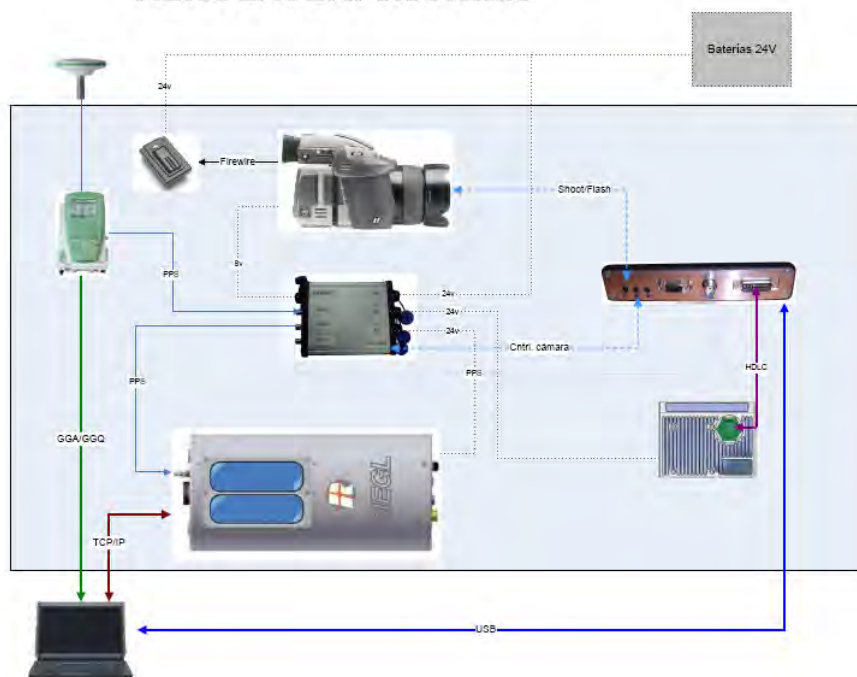 Baterías 24V
24v
Firewire
Shoot/Flash
8v
PPS
24v
24v
24v
Cntrl. cámara
PPS
PPS
HDLC
GGA/GGQ
IEGL
TCP/IP
USB